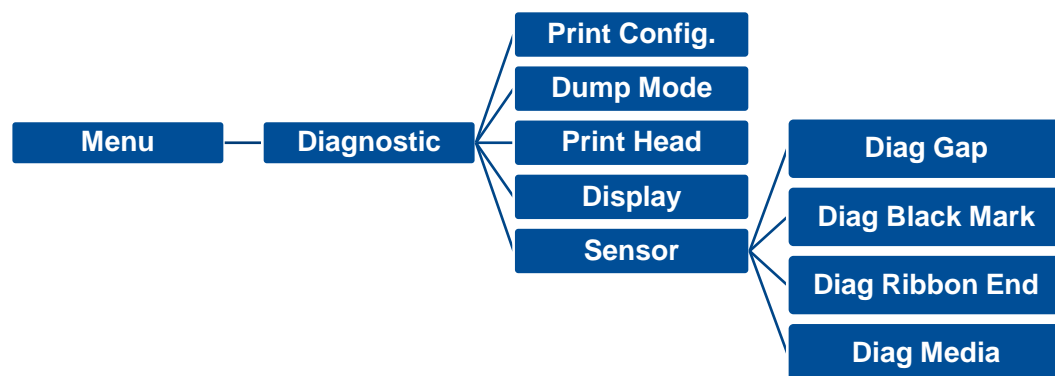 Print Config.
Dump Mode
Menu
Diagnostic
Print Head
Display
Sensor
Diag Gap
Diag Black Mark
Diag Ribbon End
Diag Media